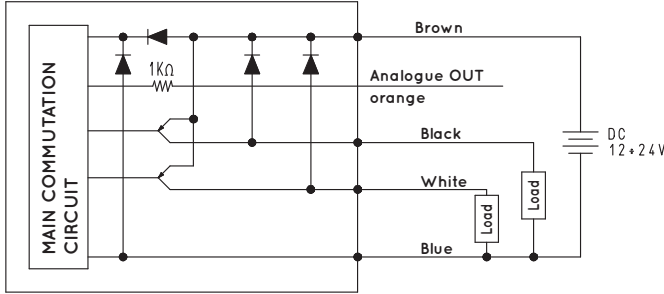 MAIN COMMUTATION
CIRCUIT
1KΩ
Brown
Analogue OUT
orange
Black
White
Blue
Load
Load
DC
12÷24V